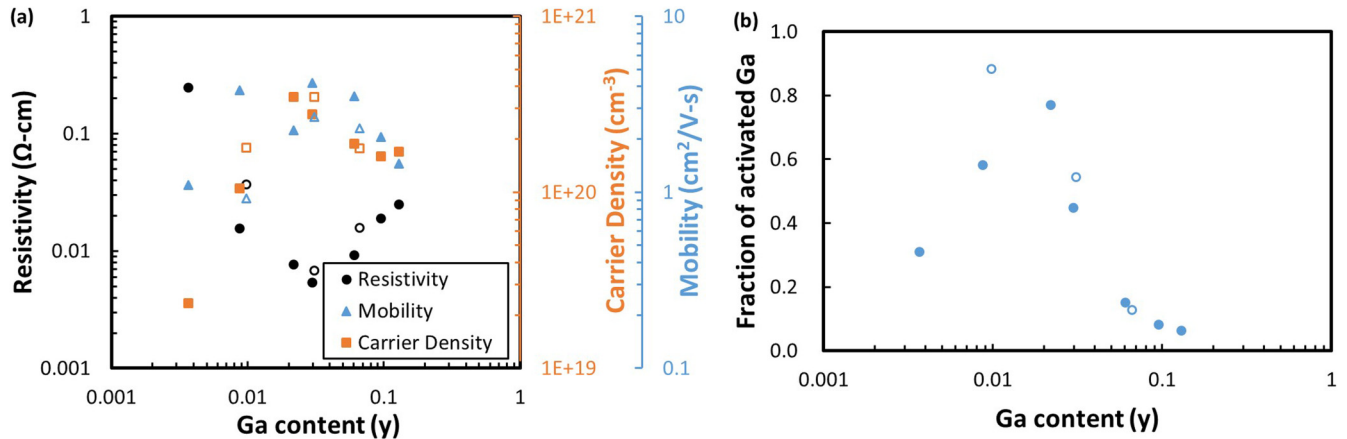 (a)
Resistivity (Ω-cm)
1
0.1
0.01
0.001
0.001
0.01
0.1
1
Ga content (y)
Resistivity
Mobility
Carrier Density
1E+21
1E+20
1E+19
Carrier Density (cm⁻³)
10
1
0.1
Mobility (cm²/V-s)
(b)
Fraction of activated Ga
1.0
0.8
0.6
0.4
0.2
0.0
0.001
0.01
0.1
1
Ga content (y)